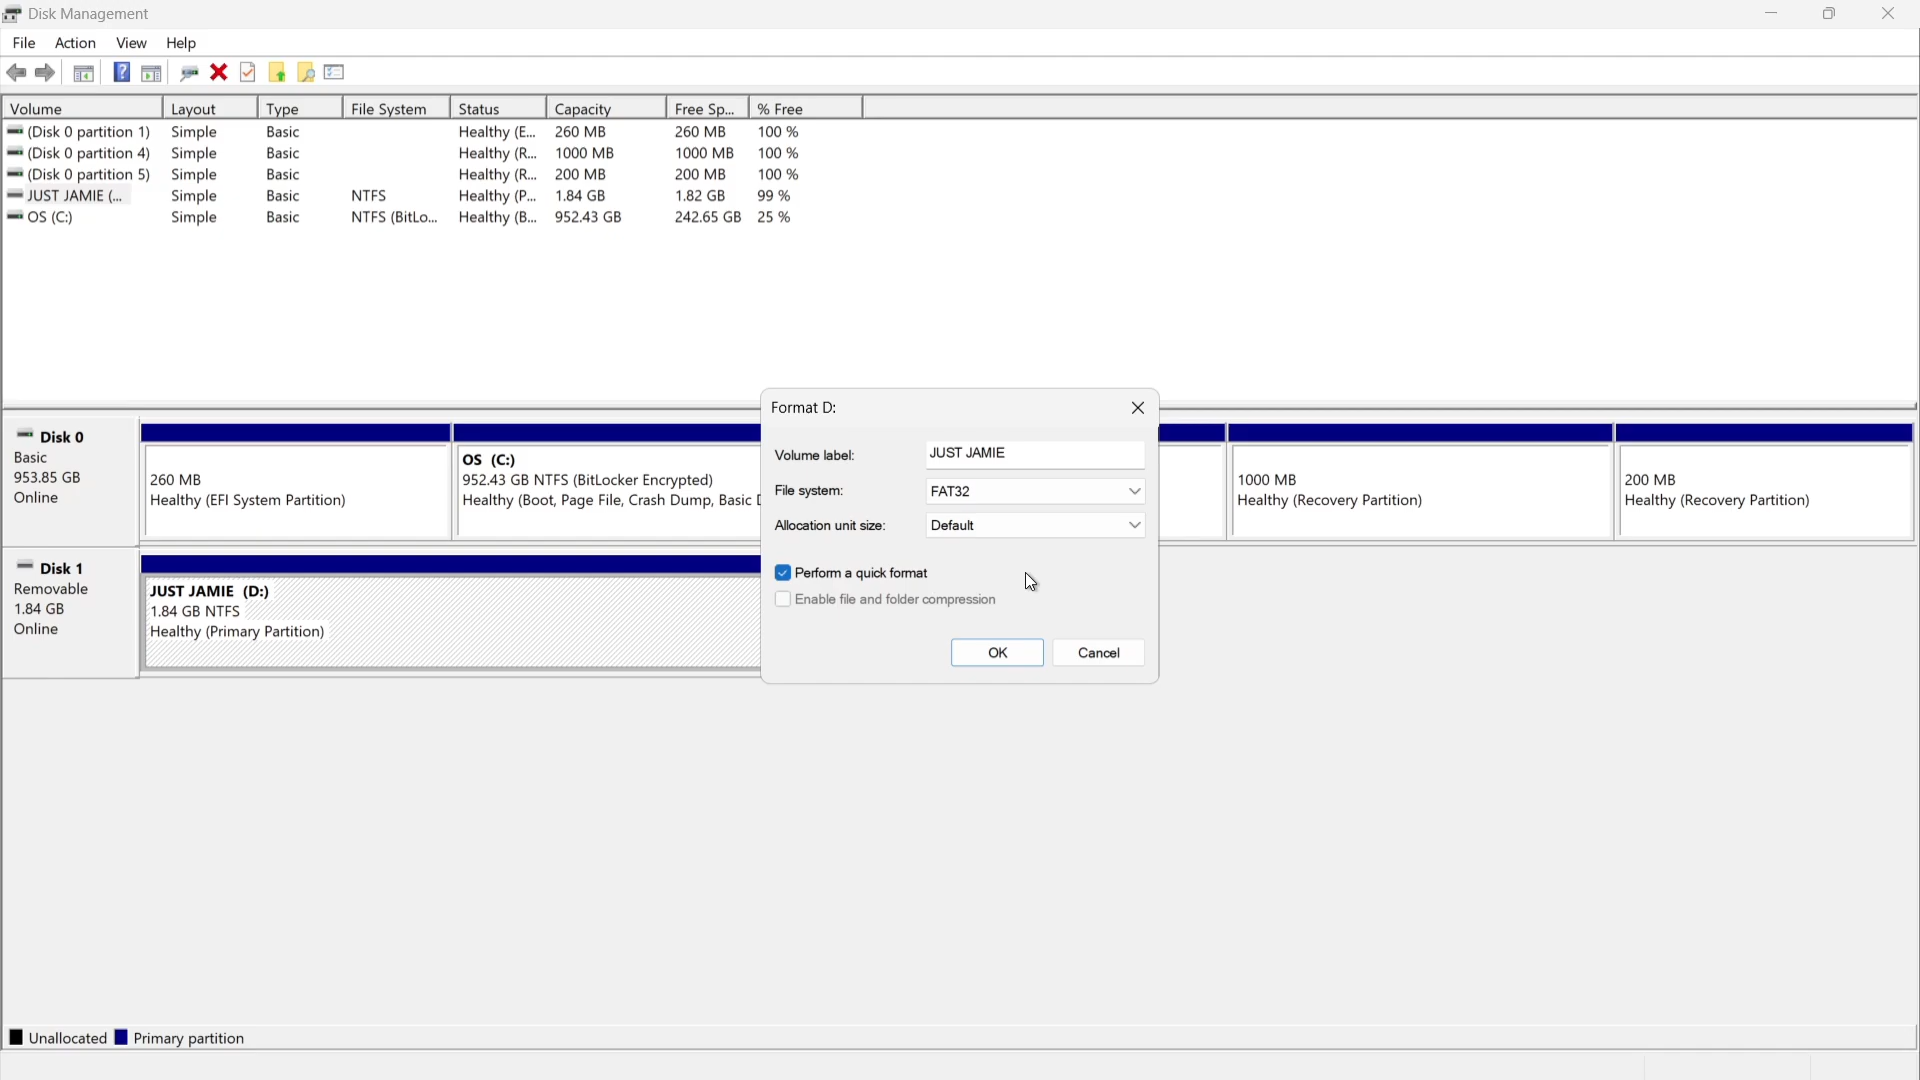 Disk Management
File Action View Help
Volume Layout Type File System Status Capacity Free Sp... % Free
(Disk 0 partition 1) Simple Basic Healthy (E... 260 MB 260 MB 100 %
(Disk 0 partition 4) Simple Basic Healthy (R... 1000 MB 1000 MB 100 %
(Disk 0 partition 5) Simple Basic Healthy (R... 200 MB 200 MB 100 %
JUST JAMIE (... Simple Basic NTFS Healthy (P... 1.84 GB 1.82 GB 99 %
OS (C:) Simple Basic NTFS (BitLo... Healthy (B... 952.43 GB 242.65 GB 25 %
Disk 0
Basic
953.85 GB
Online
260 MB
Healthy (EFI System Partition)
OS (C:)
952.43 GB NTFS (BitLocker Encrypted)
Healthy (Boot, Page File, Crash Dump, Basic
1000 MB
Healthy (Recovery Partition)
200 MB
Healthy (Recovery Partition)
Disk 1
Removable
1.84 GB
Online
JUST JAMIE (D:)
1.84 GB NTFS
Healthy (Primary Partition)
Format D:
Volume label: JUST JAMIE
File system: FAT32
Allocation unit size: Default
Perform a quick format
Enable file and folder compression
OK Cancel
Unallocated Primary partition